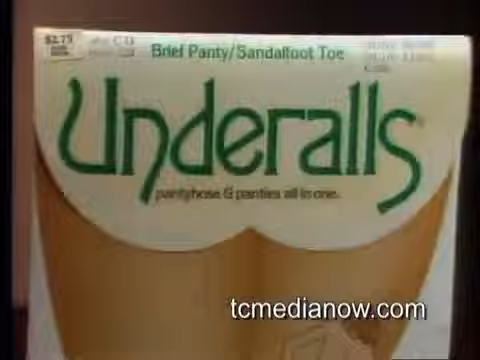 $2.75
Brief Panty/Sandalfoot Toe
Underalls
pantyhose & panties all in one.
tcmedianow.com